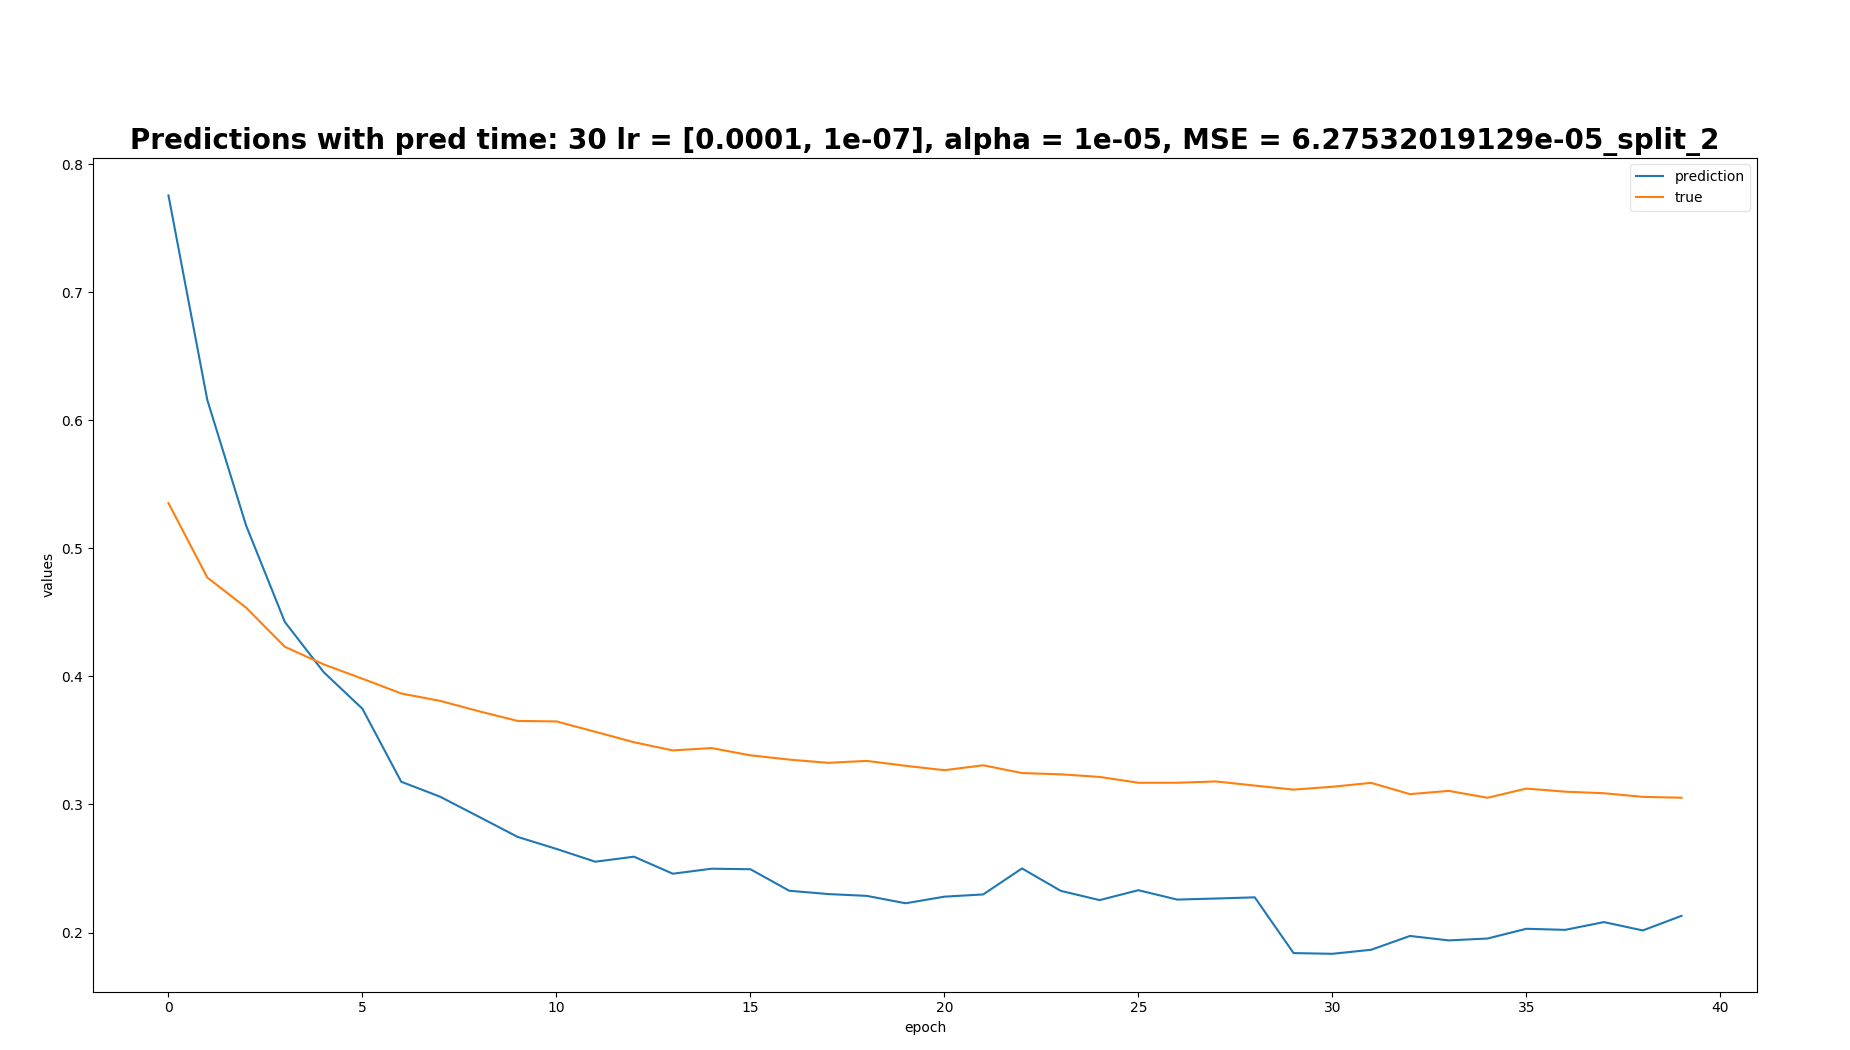 Predictions with pred time: 30 lr = [0.0001, 1e-07], alpha = 1e-05, MSE = 6.27532019129e-05_split_2
prediction
true
0.8
0.7
0.6
0.5
0.4
0.3
0.2
values
0 5 10 15 20 25 30 35 40
epoch